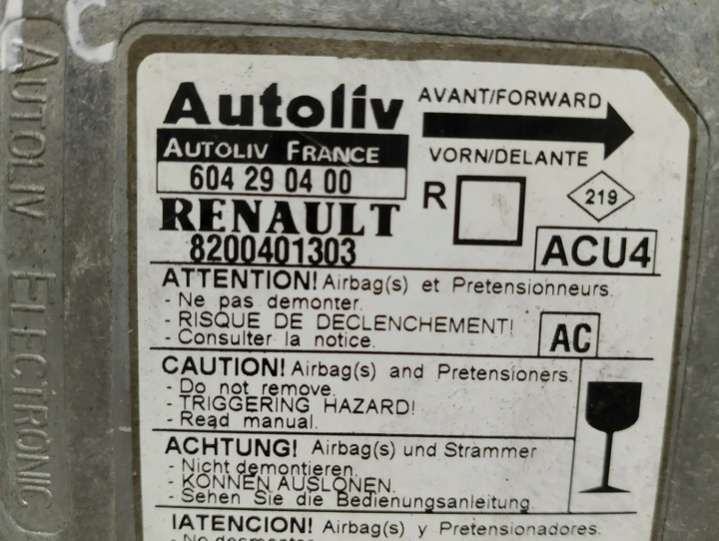 AUTOLIV ELECTRONIC
C
Autoliv
AUTOLIV FRANCE
604 29 04 00
RENAULT
8200401303
AVANT/FORWARD
VORN/DELANTE
R
219
ACU4
ATTENTION! Airbag(s) et Pretensionneurs.
- Ne pas demonter.
- RISQUE DE DECLENCHEMENT!
- Consulter la notice.
AC
CAUTION! Airbag(s) and Pretensioners.
- Do not remove.
- TRIGGERING HAZARD!
- Read manual.
ACHTUNG! Airbag(s) und Strammer
- Nicht demontieren.
- KONNEN AUSLONEN.
- Sehen Sie die Bedienungsanleitung.
!ATENCION! Airbag(s) y Pretensionadores.
- No desmontar